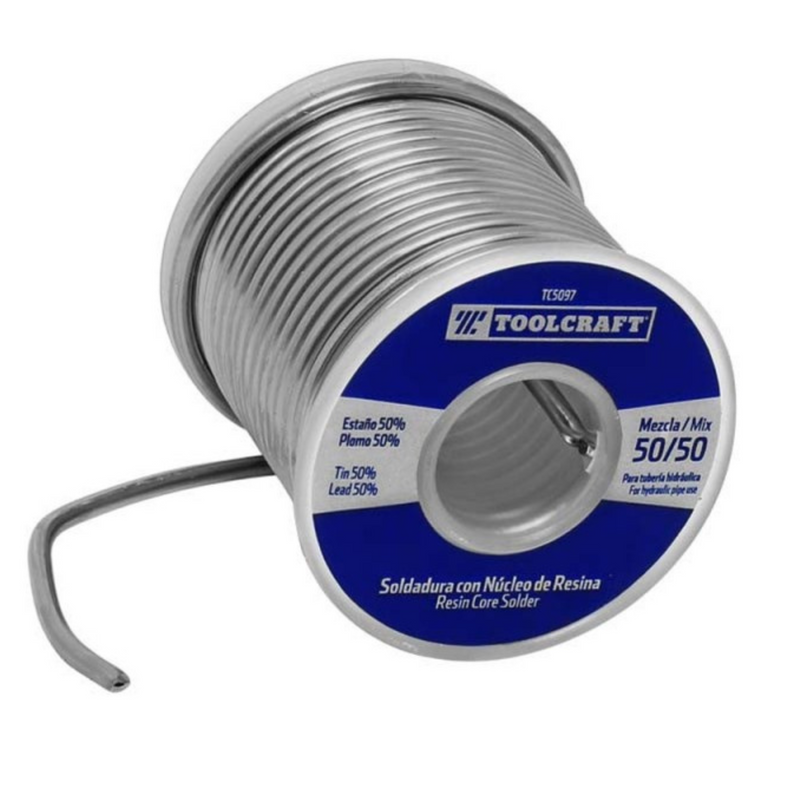 TC5097
TOOLCRAFT
Estaño 50%
Plomo 50%
Tin 50%
Lead 50%
Mezcla / Mix
50/50
Para tubería hidráulica
For hydraulic pipe use
Soldadura con Núcleo de Resina
Resin Core Solder